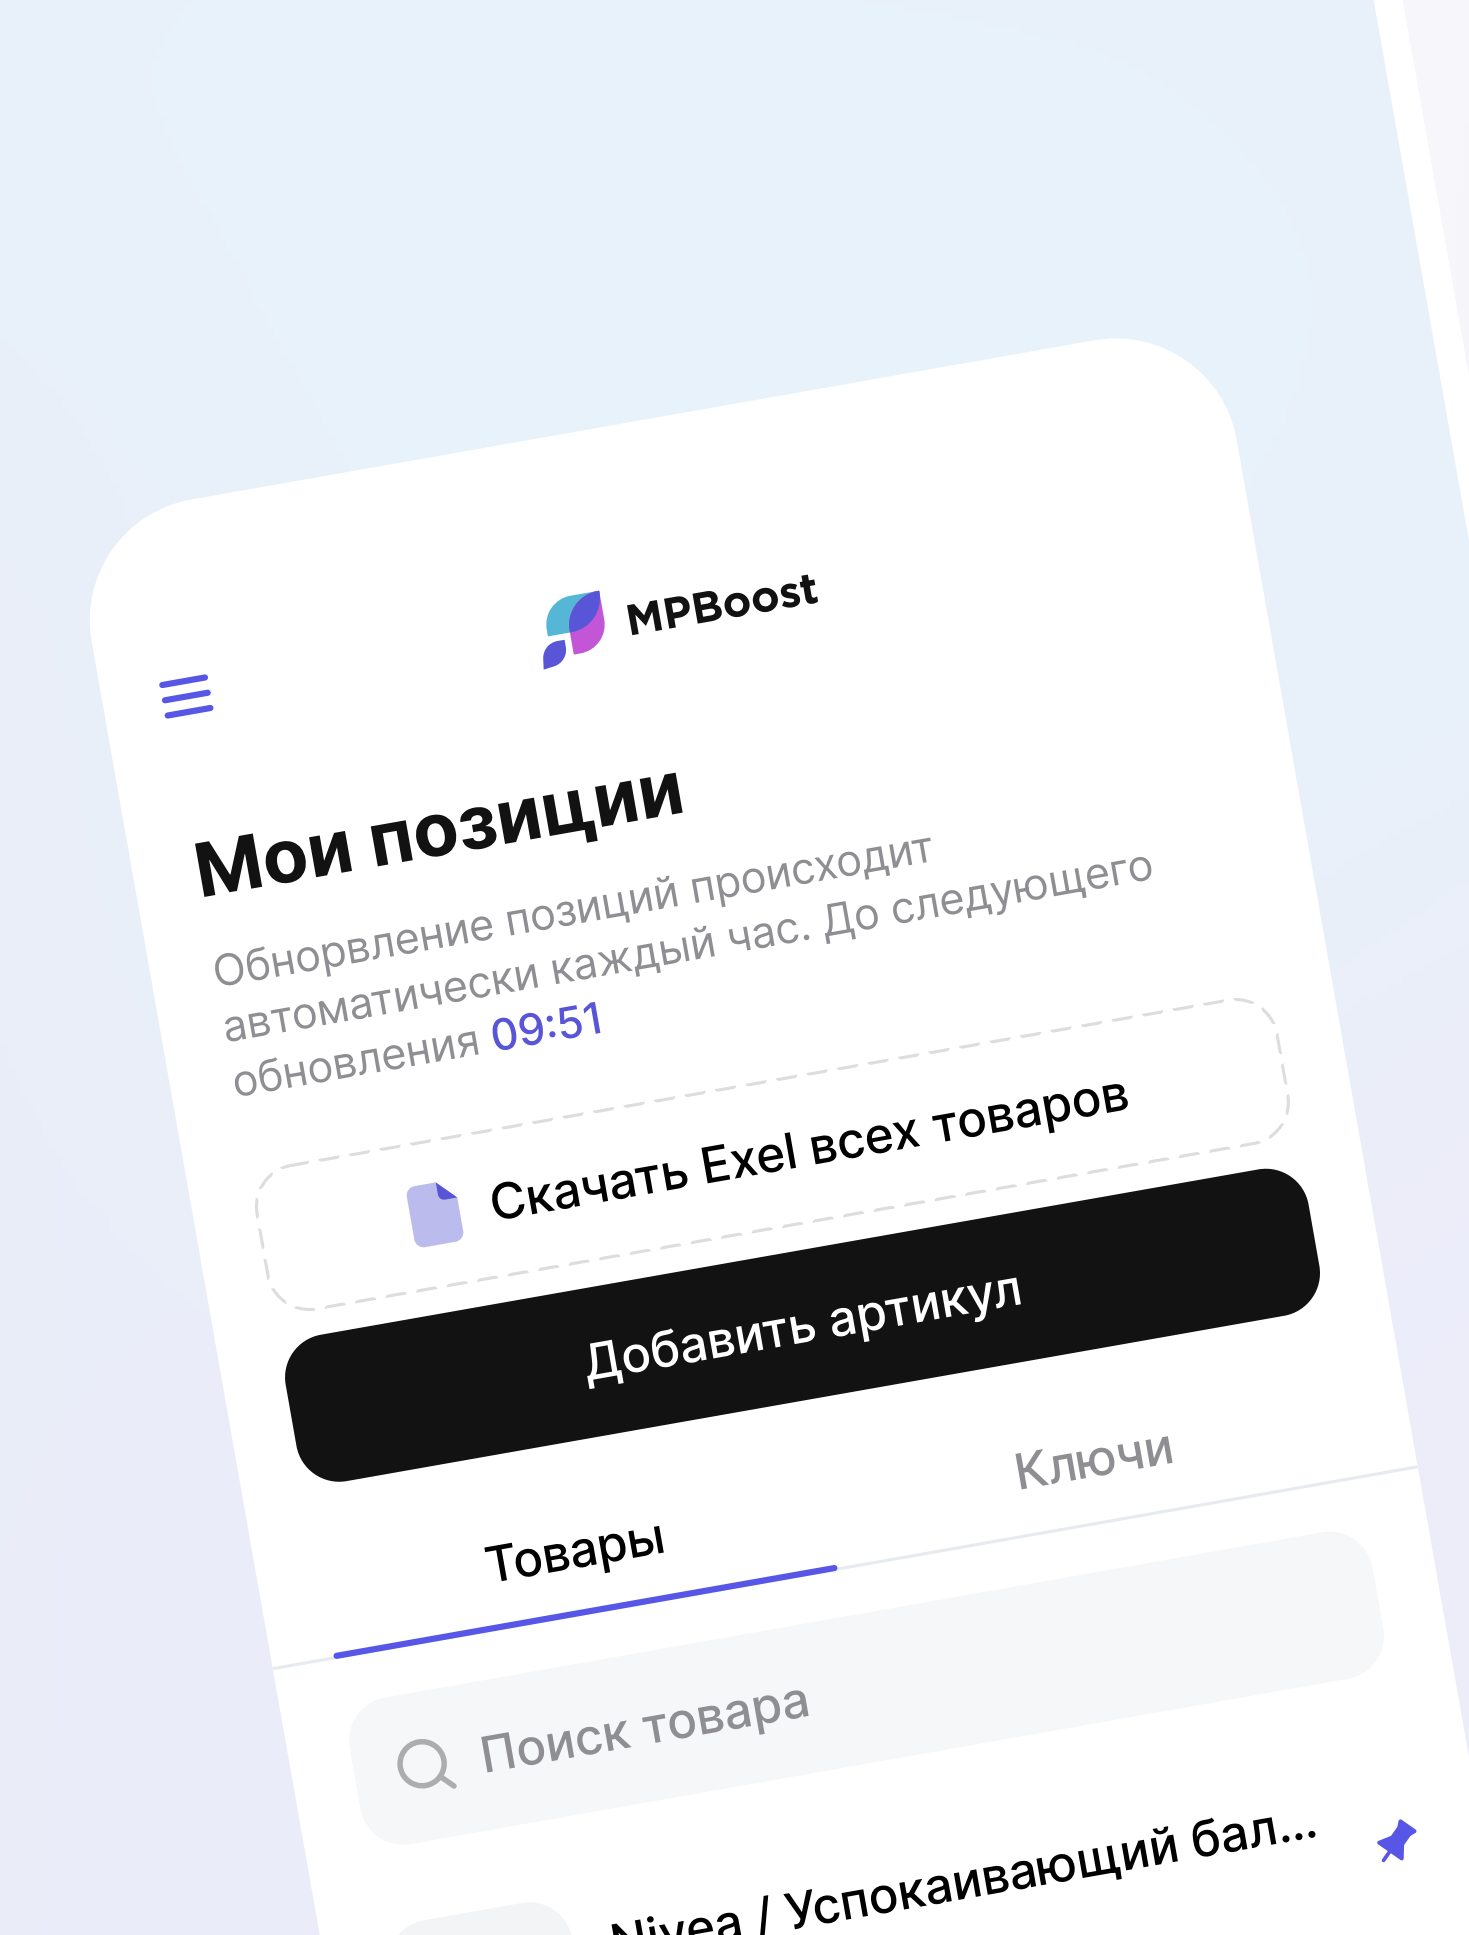 MPBoost
Мои позиции
Обнорвление позиций происходит
автоматически каждый час. До следующего
обновления 09:51
Скачать Exel всех товаров
Добавить артикул
Товары
Ключи
Поиск товара
Nivea / Успокаивающий бал...